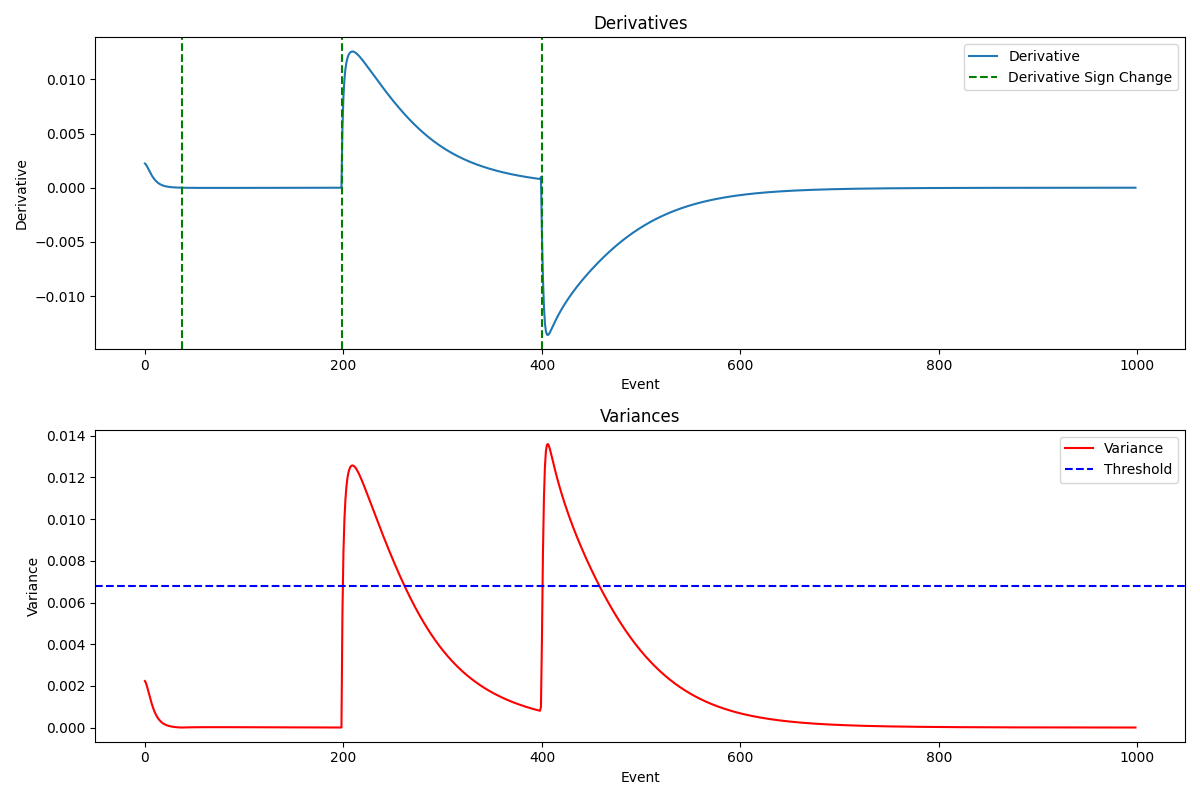 Derivatives
Derivative
Derivative Sign Change
0.010
0.005
0.000
−0.005
−0.010
Derivative
0 200 400 600 800 1000
Event
Variances
Variance
Threshold
0.014
0.012
0.010
0.008
0.006
0.004
0.002
0.000
Variance
0 200 400 600 800 1000
Event